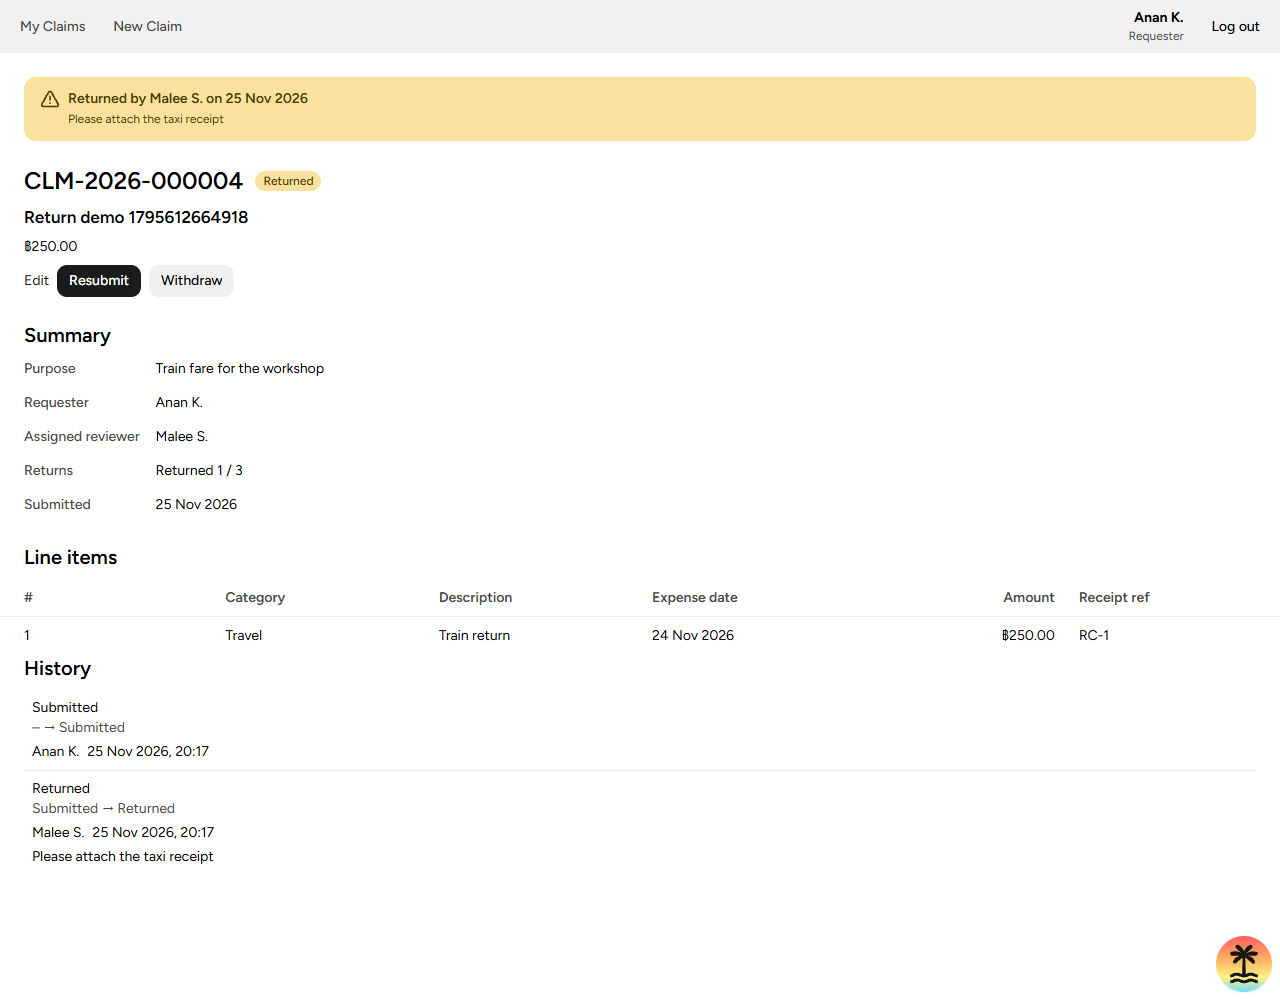 My Claims New Claim Anan K. Log out
Requester
Returned by Malee S. on 25 Nov 2026
Please attach the taxi receipt
CLM-2026-000004 Returned
Return demo 1795612664918
฿250.00
Edit Resubmit Withdraw
Summary
Purpose Train fare for the workshop
Requester Anan K.
Assigned reviewer Malee S.
Returns Returned 1 / 3
Submitted 25 Nov 2026
Line items
# Category Description Expense date Amount Receipt ref
1 Travel Train return 24 Nov 2026 ฿250.00 RC-1
History
Submitted
– → Submitted
Anan K. 25 Nov 2026, 20:17
Returned
Submitted → Returned
Malee S. 25 Nov 2026, 20:17
Please attach the taxi receipt